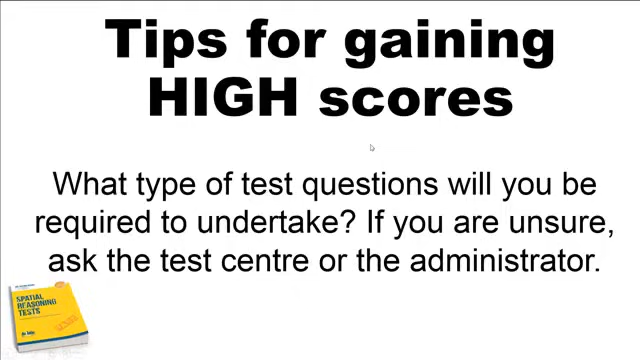 Tips for gaining
HIGH scores
What type of test questions will you be
required to undertake? If you are unsure,
ask the test centre or the administrator.
SPATIAL
REASONING
TESTS